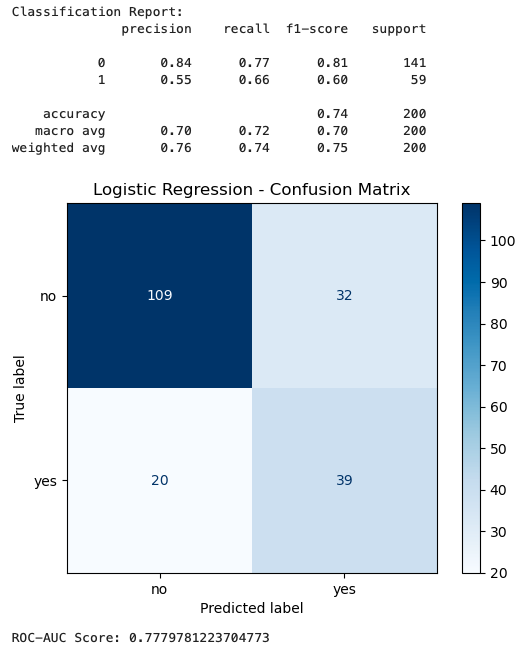 Classification Report:
precision recall f1-score support
0 0.84 0.77 0.81 141
1 0.55 0.66 0.60 59
accuracy 0.74 200
macro avg 0.70 0.72 0.70 200
weighted avg 0.76 0.74 0.75 200
Logistic Regression - Confusion Matrix
no 109 32
yes 20 39
no yes
True label
Predicted label
100
90
80
70
60
50
40
30
20
ROC-AUC Score: 0.7779781223704773